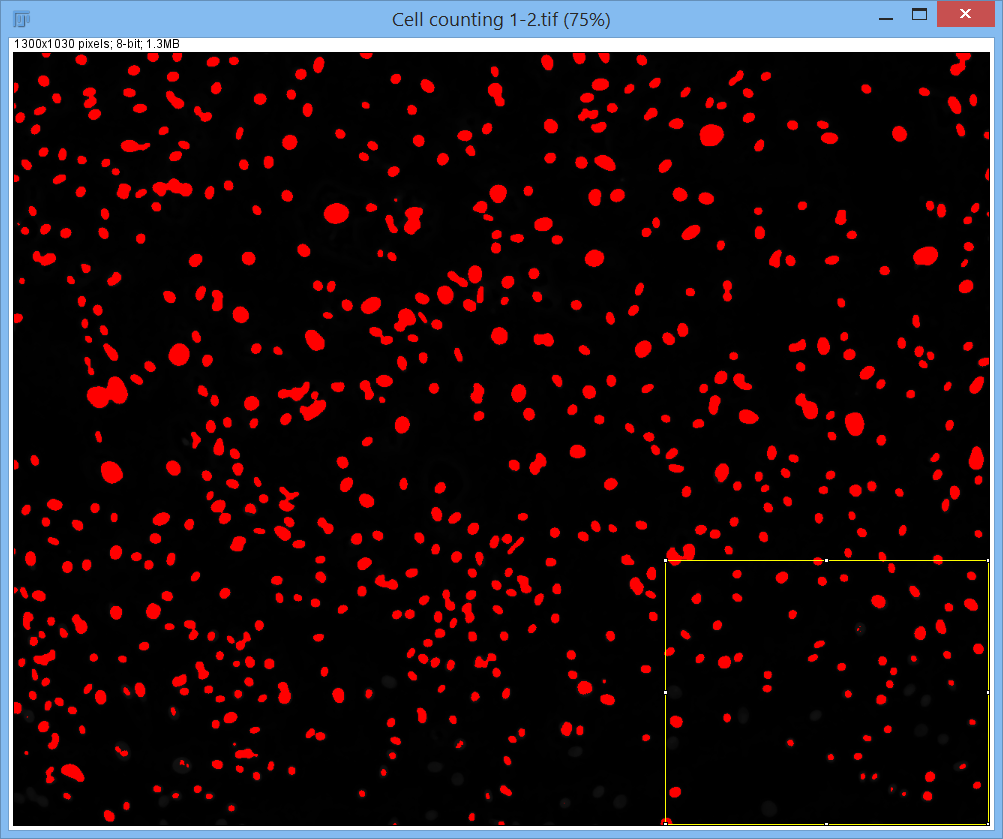 Cell counting 1-2.tif (75%)
1300x1030 pixels; 8-bit; 1.3MB